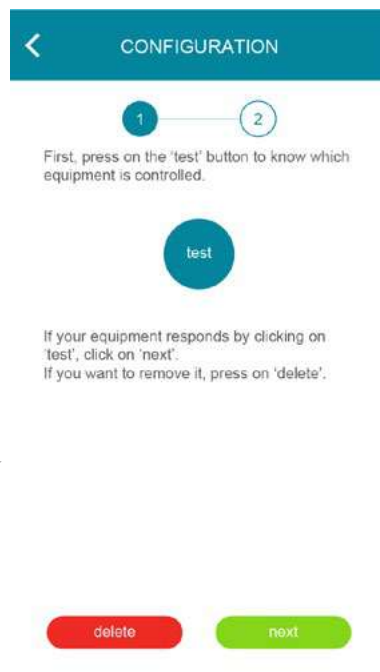 CONFIGURATION
1 2
First, press on the 'test' button to know which
equipment is controlled.
test
If your equipment responds by clicking on
'test', click on 'next'.
If you want to remove it, press on 'delete'.
delete next